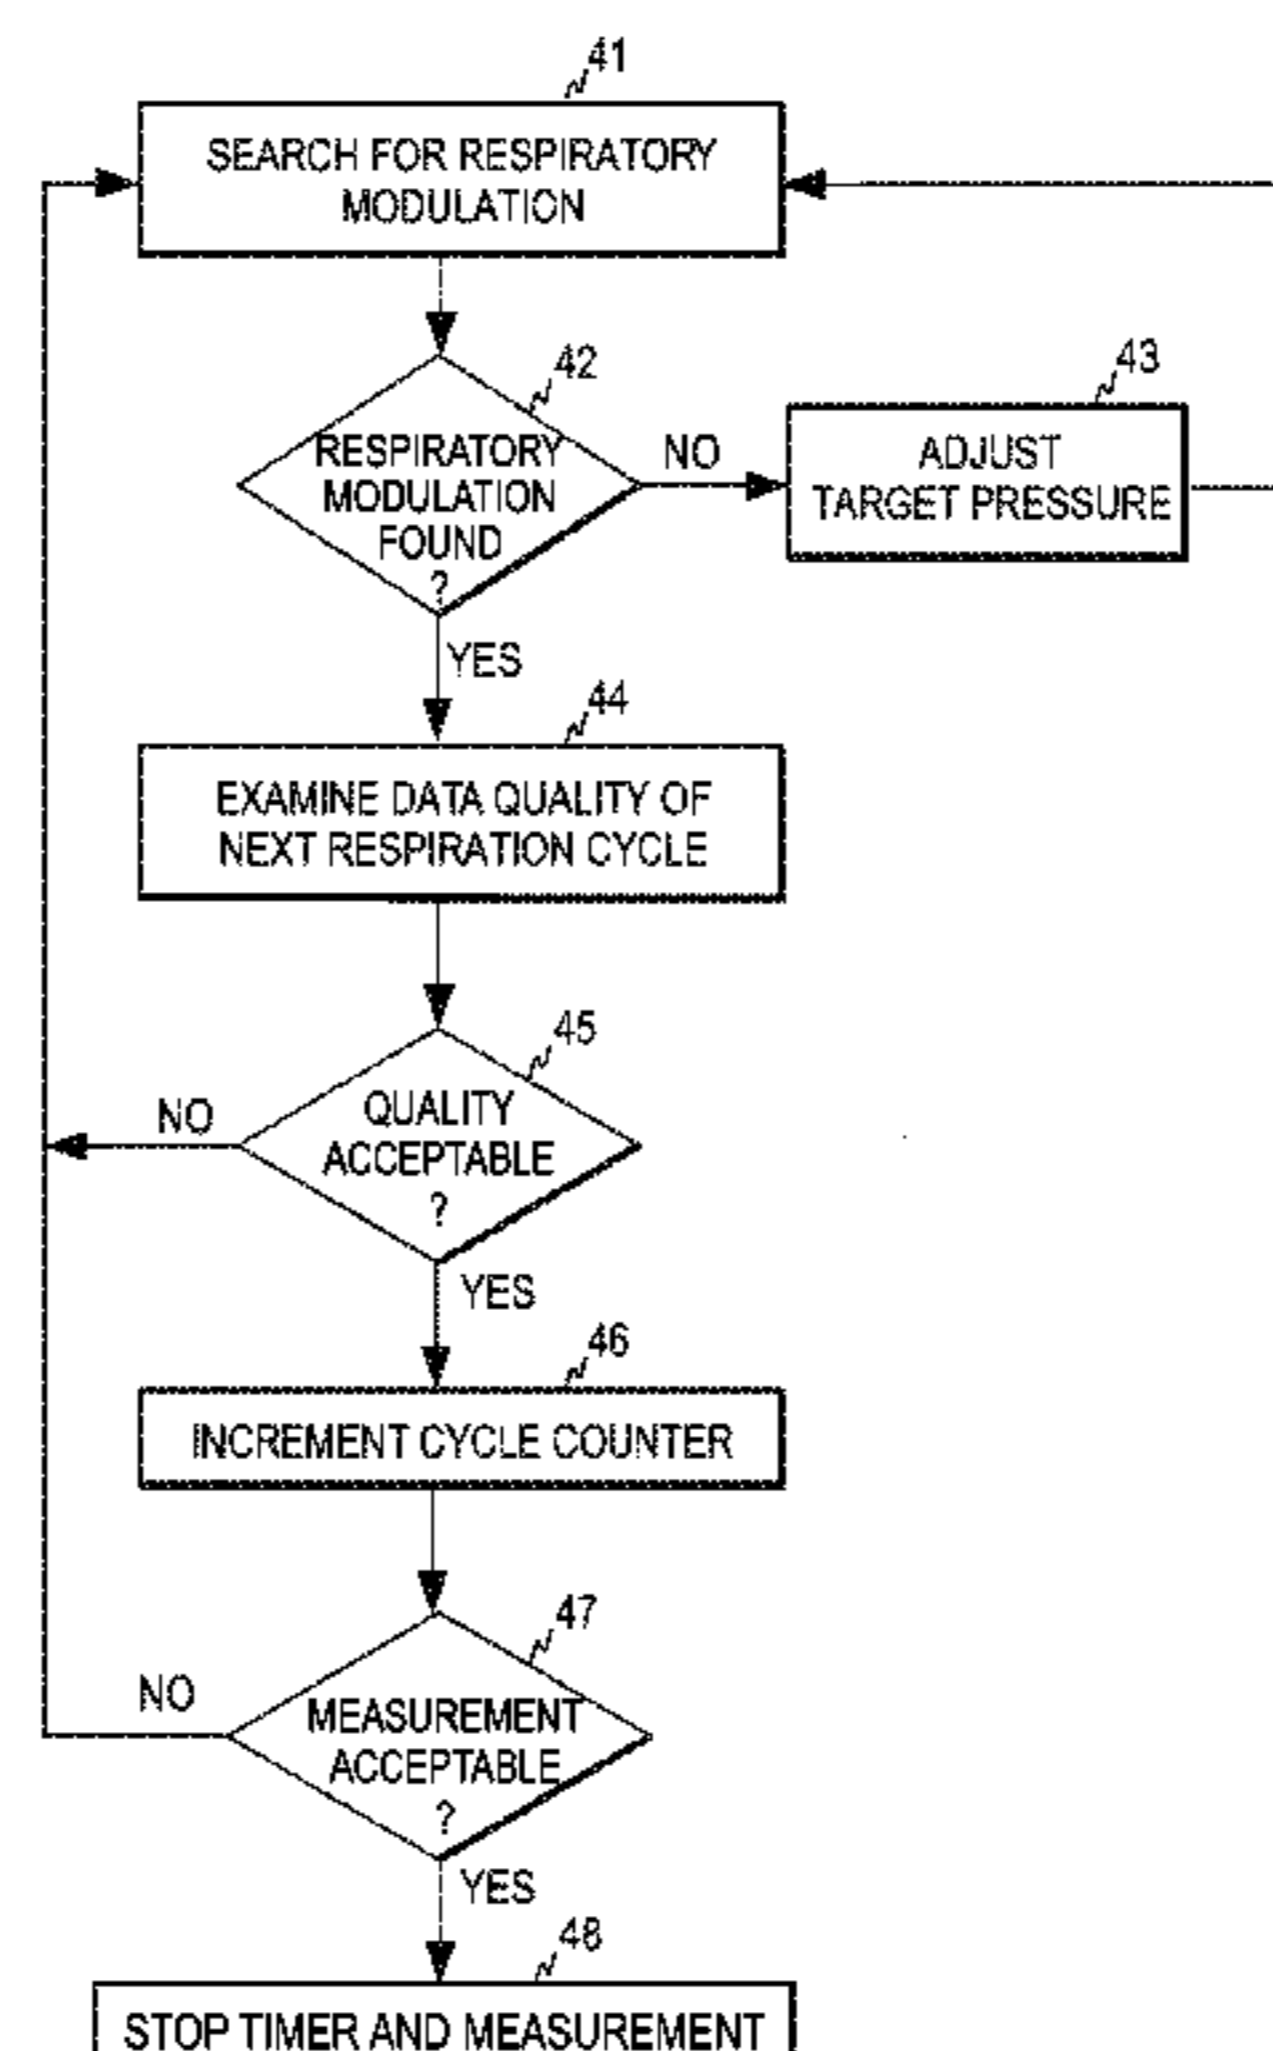 41
SEARCH FOR RESPIRATORY
MODULATION
42
RESPIRATORY
MODULATION
FOUND
?
NO
43
ADJUST
TARGET PRESSURE
YES
44
EXAMINE DATA QUALITY OF
NEXT RESPIRATION CYCLE
45
QUALITY
ACCEPTABLE
?
NO
YES
46
INCREMENT CYCLE COUNTER
47
MEASUREMENT
ACCEPTABLE
?
NO
YES
48
STOP TIMER AND MEASUREMENT